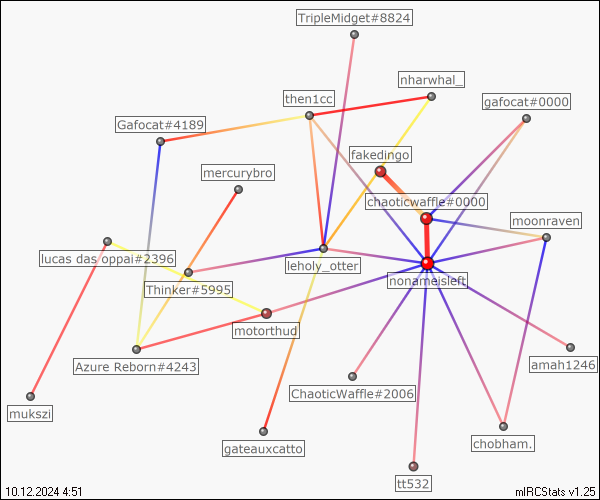 TripleMidget#8824
nharwhal_
then1cc
gafocat#0000
Gafocat#4189
fakedingo
mercurybro
chaoticwaffle#0000
moonraven
lucas das oppai#2396
leholy_otter
Thinker#5995
nonameisleft
motorthud
Azure Reborn#4243
amah1246
ChaoticWaffle#2006
mukszi
gateauxcatto
chobham.
tt532
10.12.2024 4:51
mIRCStats v1.25